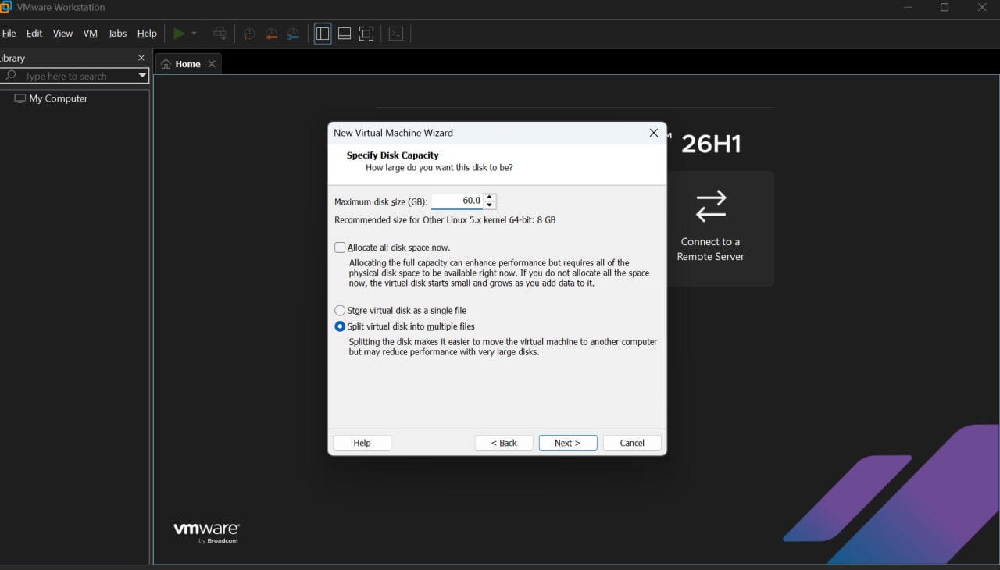 VMware Workstation
File Edit View VM Tabs Help
ibrary
Type here to search
My Computer
Home
M 26H1
Connect to a
Remote Server
New Virtual Machine Wizard
Specify Disk Capacity
How large do you want this disk to be?
Maximum disk size (GB): 60.0
Recommended size for Other Linux 5.x kernel 64-bit: 8 GB
Allocate all disk space now.
Allocating the full capacity can enhance performance but requires all of the
physical disk space to be available right now. If you do not allocate all the space
now, the virtual disk starts small and grows as you add data to it.
Store virtual disk as a single file
Split virtual disk into multiple files
Splitting the disk makes it easier to move the virtual machine to another computer
but may reduce performance with very large disks.
Help < Back Next > Cancel
vmware®
by Broadcom